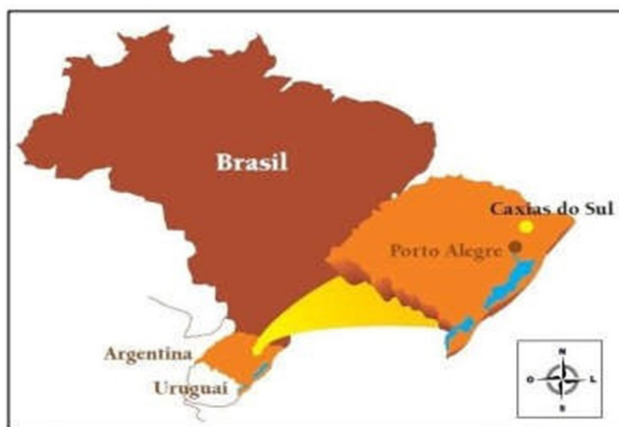 Brasil
Caxias do Sul
Porto Alegre
Argentina
Uruguai
N
O L
S